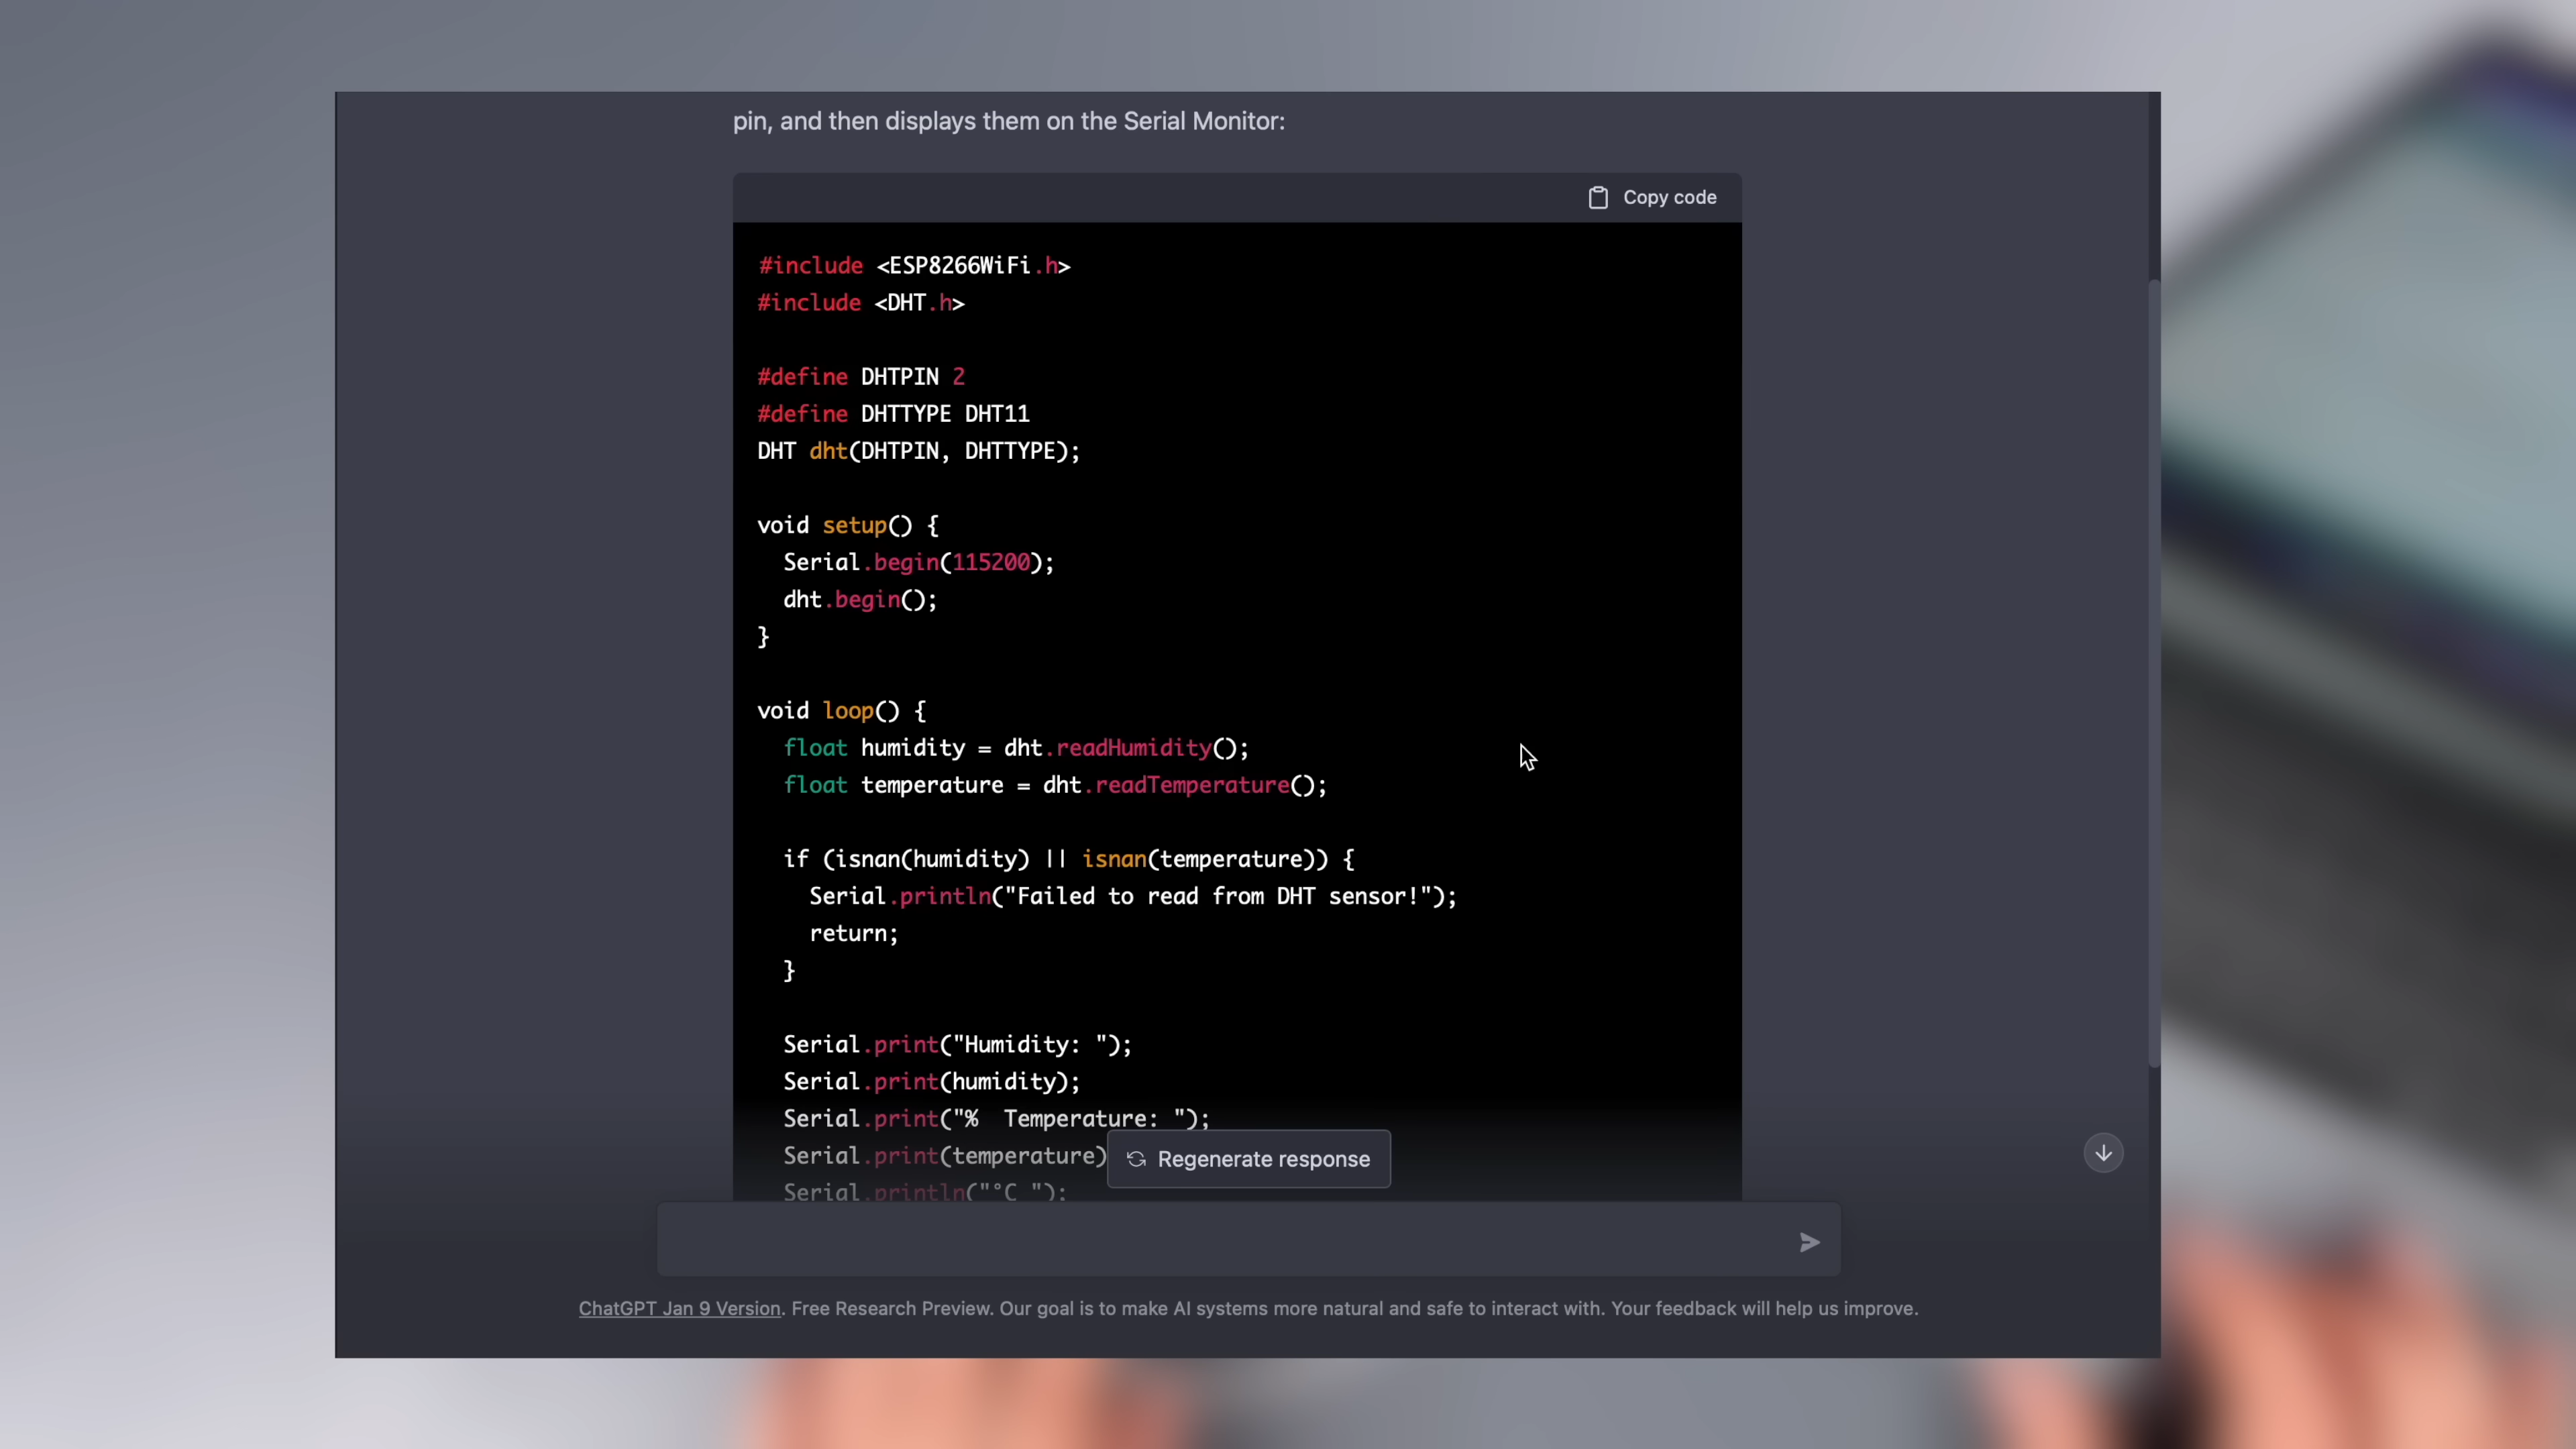 pin, and then displays them on the Serial Monitor:
Copy code
#include <ESP8266WiFi.h>
#include <DHT.h>
#define DHTPIN 2
#define DHTTYPE DHT11
DHT dht(DHTPIN, DHTTYPE);
void setup() {
  Serial.begin(115200);
  dht.begin();
}
void loop() {
  float humidity = dht.readHumidity();
  float temperature = dht.readTemperature();
  if (isnan(humidity) || isnan(temperature)) {
    Serial.println("Failed to read from DHT sensor!");
    return;
  }
  Serial.print("Humidity: ");
  Serial.print(humidity);
  Serial.print("%  Temperature: ");
  Serial.print(temperature)
Regenerate response
  Serial.println("°C ");
ChatGPT Jan 9 Version. Free Research Preview. Our goal is to make AI systems more natural and safe to interact with. Your feedback will help us improve.